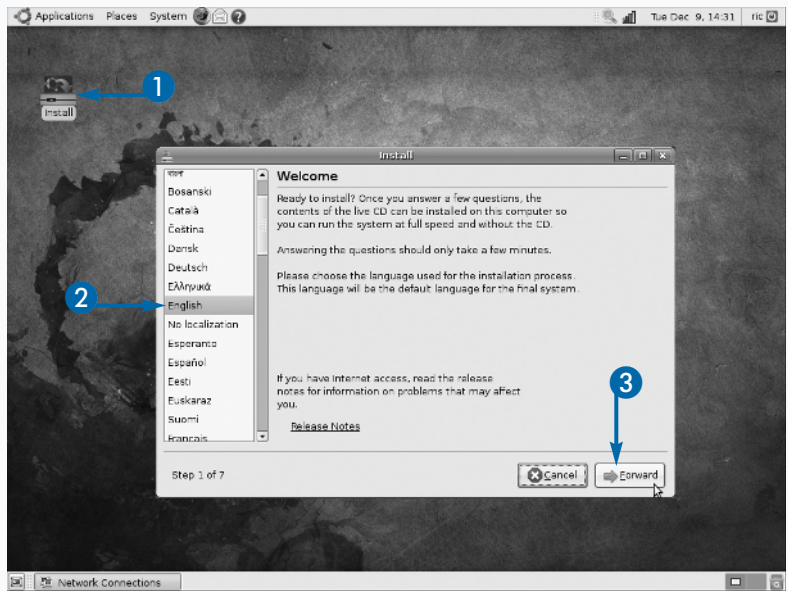 Applications Places System
Tue Dec 9, 14:31 ric
1
Install
Install
Bosanski
Català
Čeština
Dansk
Deutsch
Ελληνικά
2
English
No localization
Esperanto
Español
Eesti
Euskaraz
Suomi
Français
Welcome
Ready to install? Once you answer a few questions, the
contents of the live CD can be installed on this computer so
you can run the system at full speed and without the CD.
Answering the questions should only take a few minutes.
Please choose the language used for the installation process.
This language will be the default language for the final system.
If you have Internet access, read the release
notes for information on problems that may affect
you.
Release Notes
3
Step 1 of 7
Cancel Forward
Network Connections